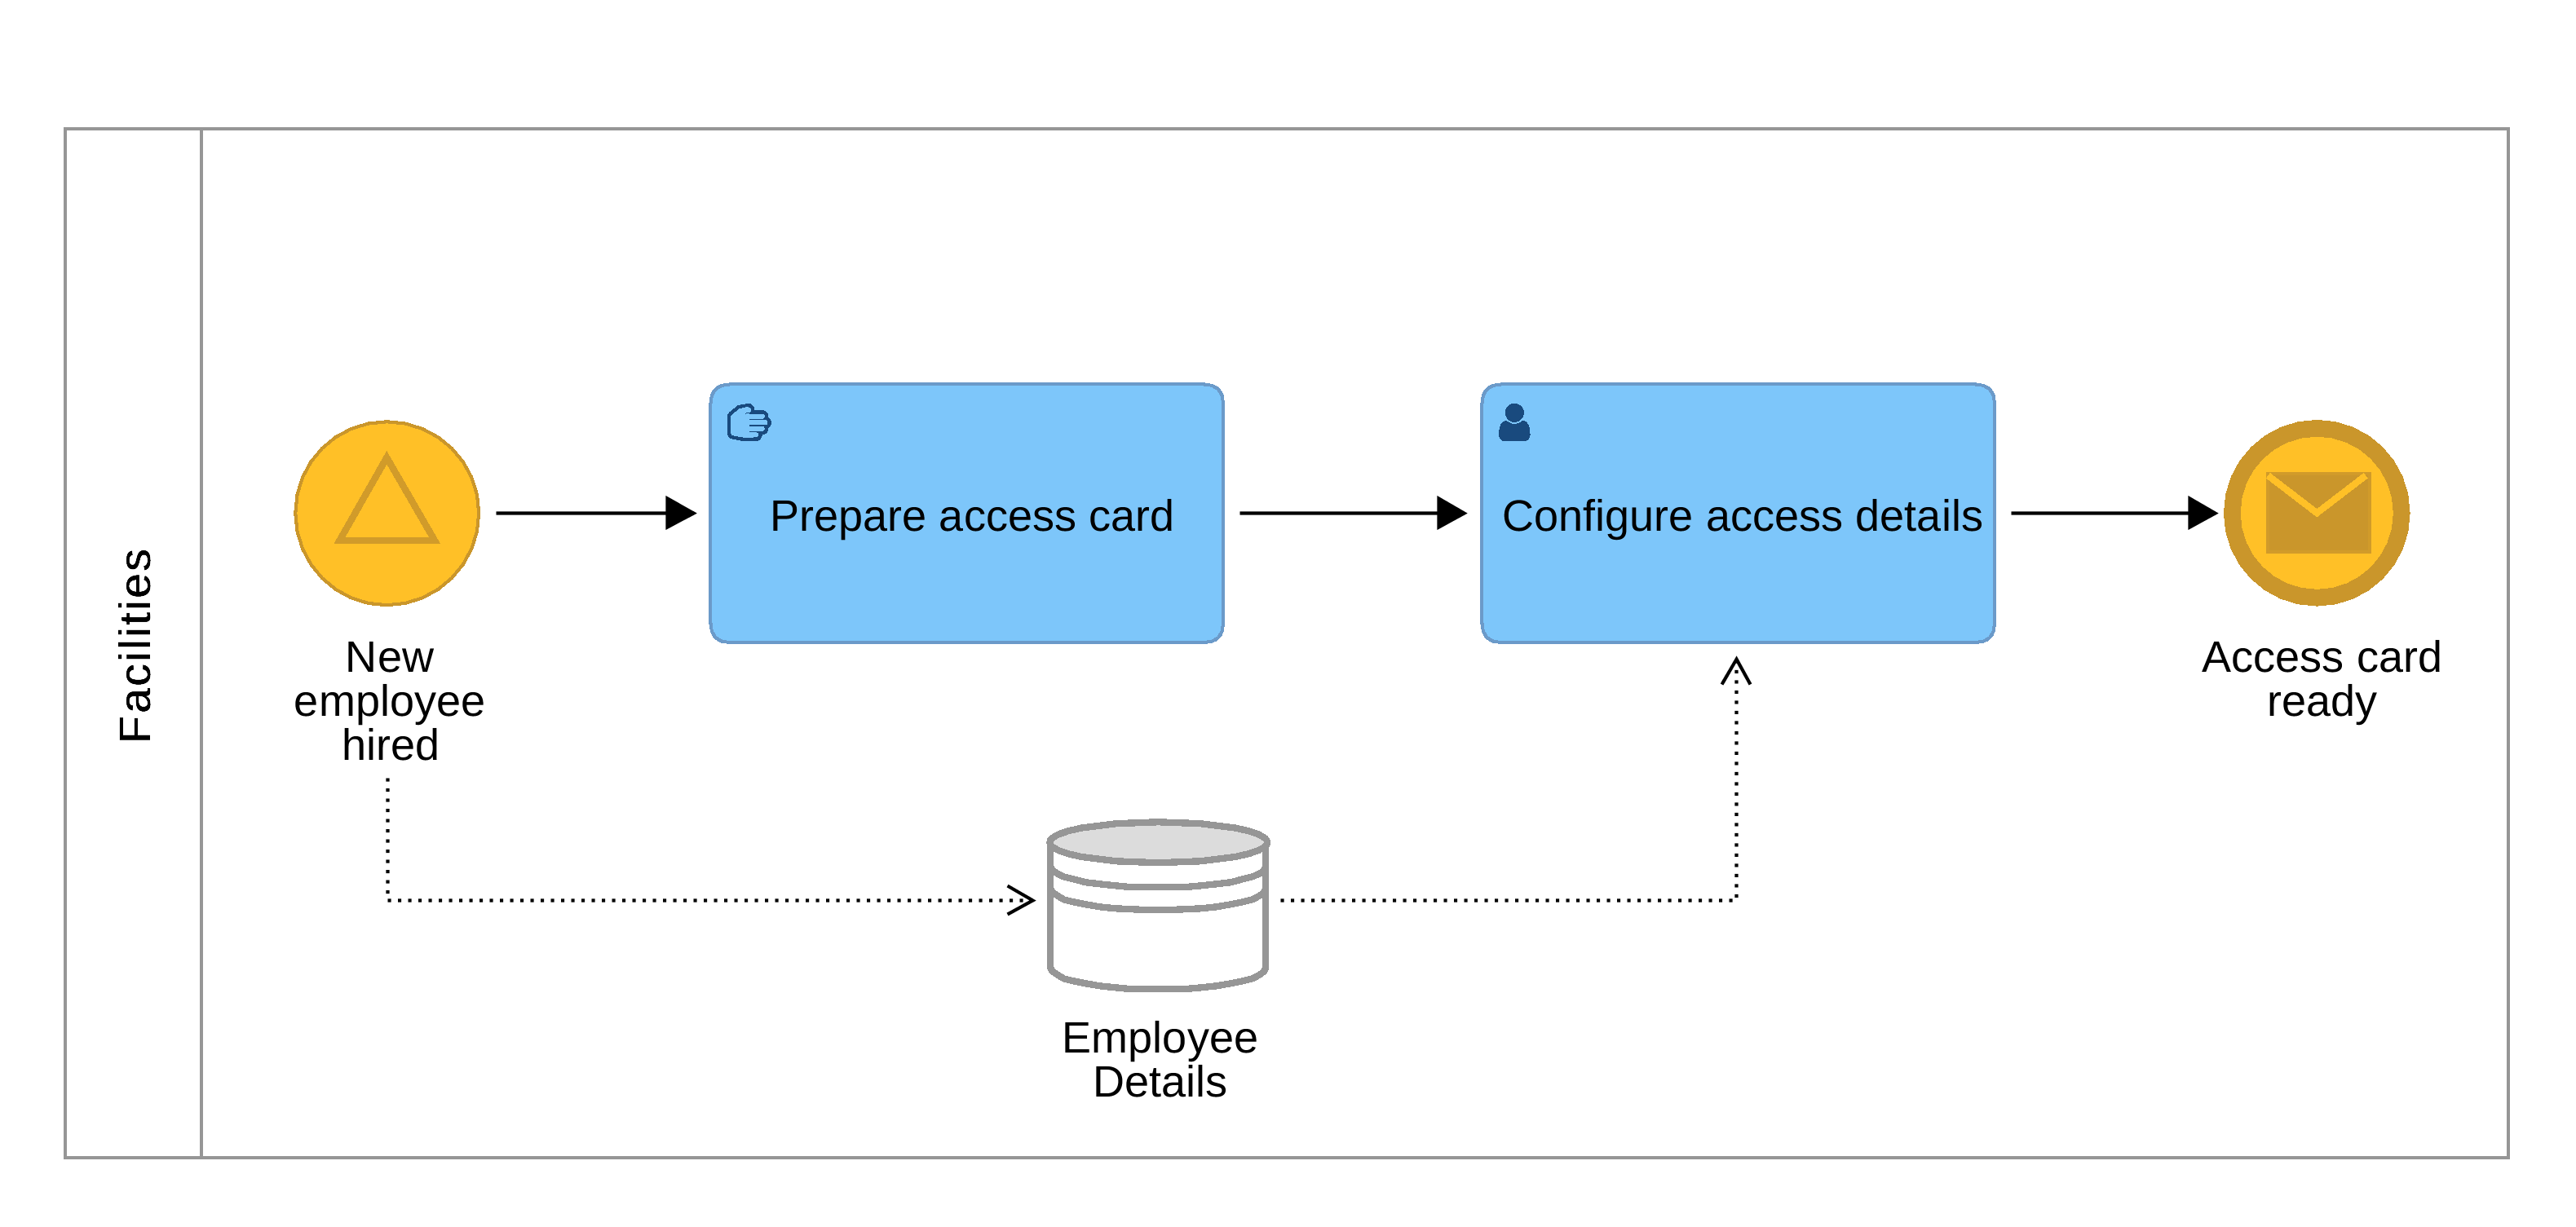 Facilities
New
employee
hired
Prepare access card
Configure access details
Access card
ready
Employee
Details